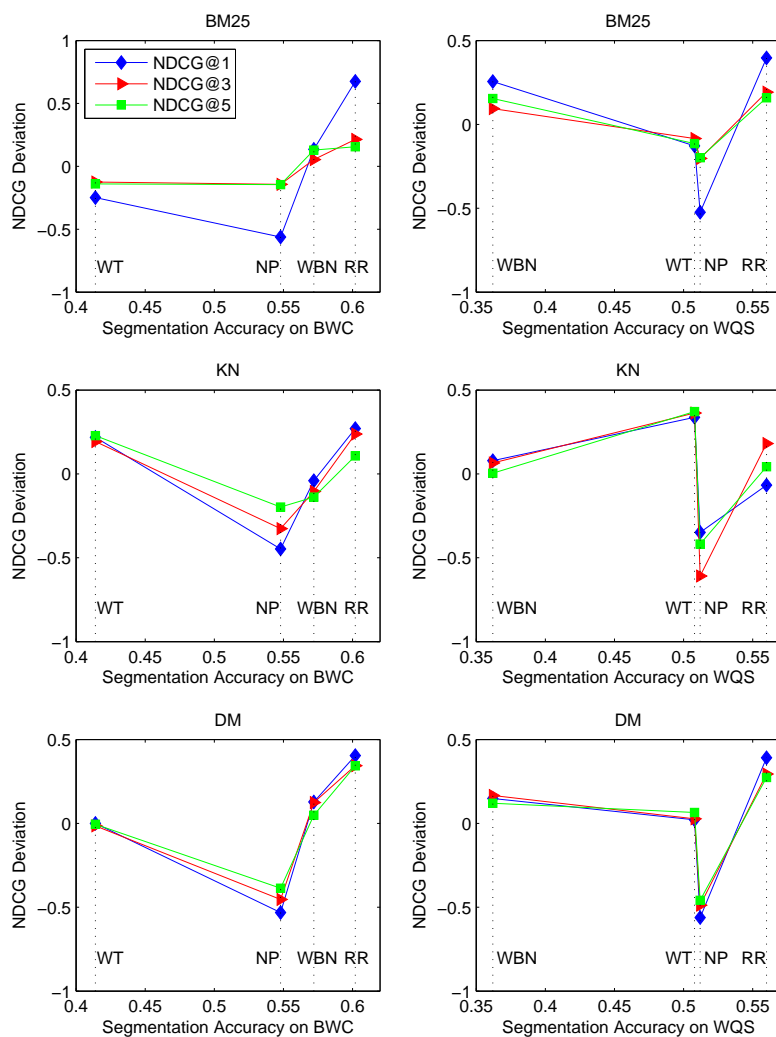 BM25
1
0.5
0
−0.5
−1
NDCG Deviation
NDCG@1
NDCG@3
NDCG@5
WT NP WBN RR
0.4 0.45 0.5 0.55 0.6
Segmentation Accuracy on BWC
BM25
0.5
0
−0.5
−1
NDCG Deviation
WBN WT NP RR
0.35 0.4 0.45 0.5 0.55
Segmentation Accuracy on WQS
KN
0.5
0
−0.5
−1
NDCG Deviation
WT NP WBN RR
0.4 0.45 0.5 0.55 0.6
Segmentation Accuracy on BWC
KN
0.5
0
−0.5
−1
NDCG Deviation
WBN WT NP RR
0.35 0.4 0.45 0.5 0.55
Segmentation Accuracy on WQS
DM
0.5
0
−0.5
−1
NDCG Deviation
WT NP WBN RR
0.4 0.45 0.5 0.55 0.6
Segmentation Accuracy on BWC
DM
0.5
0
−0.5
−1
NDCG Deviation
WBN WT NP RR
0.35 0.4 0.45 0.5 0.55
Segmentation Accuracy on WQS